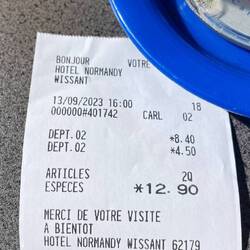 BONJOUR VOTRE
HOTEL NORMANDY
WISSANT
13/09/2023 16:00 18
000000#401742 CARL 02
DEPT.02 *8.40
DEPT.02 *4.50
ARTICLES 2Q
ESPECES *12.90
MERCI DE VOTRE VISITE
A BIENTOT
HOTEL NORMANDY WISSANT 62179